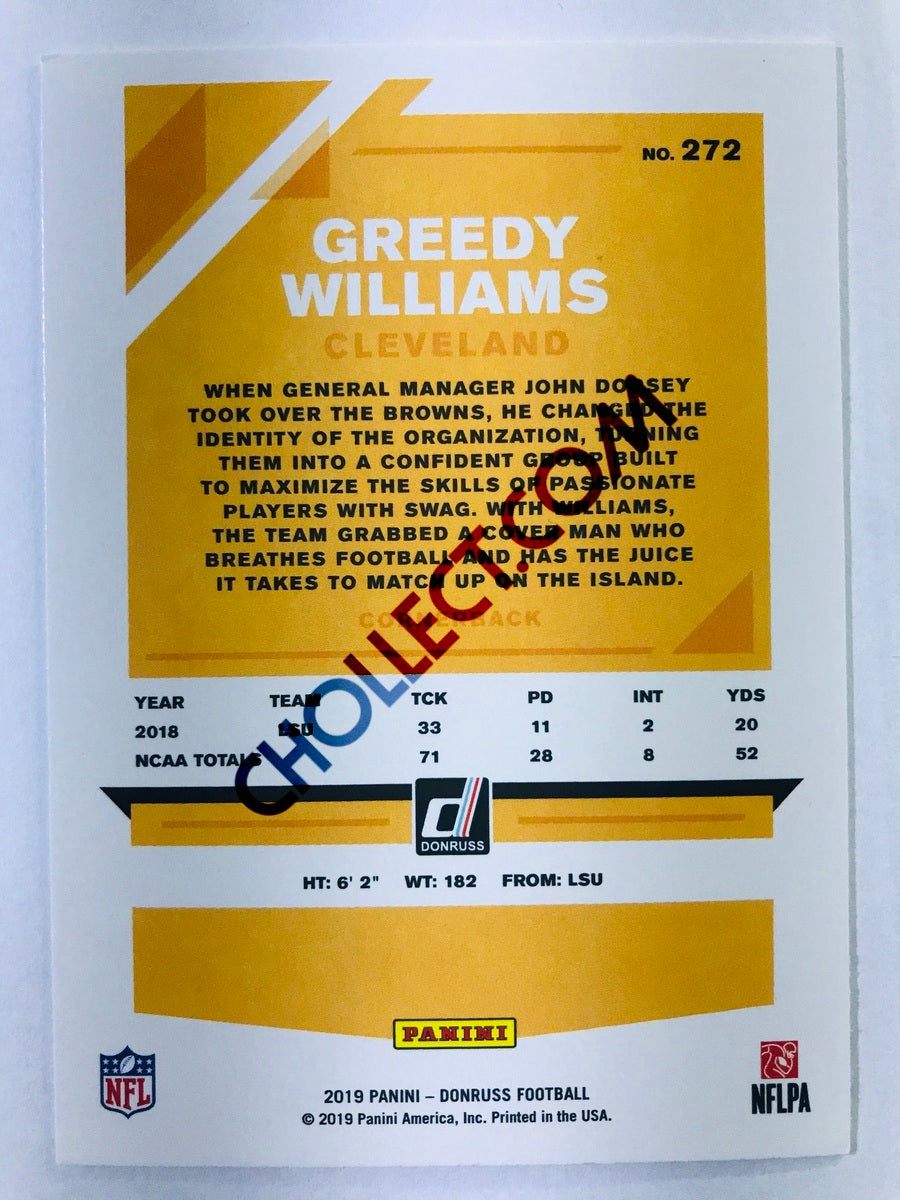 NO. 272
GREEDY
WILLIAMS
CLEVELAND
WHEN GENERAL MANAGER JOHN DORSEY
TOOK OVER THE BROWNS, HE CHANGED THE
IDENTITY OF THE ORGANIZATION, TURNING
THEM INTO A CONFIDENT GROUP BUILT
TO MAXIMIZE THE SKILLS OF PASSIONATE
PLAYERS WITH SWAG. WITH WILLIAMS,
THE TEAM GRABBED A COVER MAN WHO
BREATHES FOOTBALL AND HAS THE JUICE
IT TAKES TO MATCH UP ON THE ISLAND.
CORNERBACK
CHOLLECT.COM
YEAR TEAM TCK PD INT YDS
2018 LSU 33 11 2 20
NCAA TOTALS 71 28 8 52
d
DONRUSS
HT: 6' 2" WT: 182 FROM: LSU
PANINI
NFL
NFLPA
2019 PANINI – DONRUSS FOOTBALL
© 2019 Panini America, Inc. Printed in the USA.